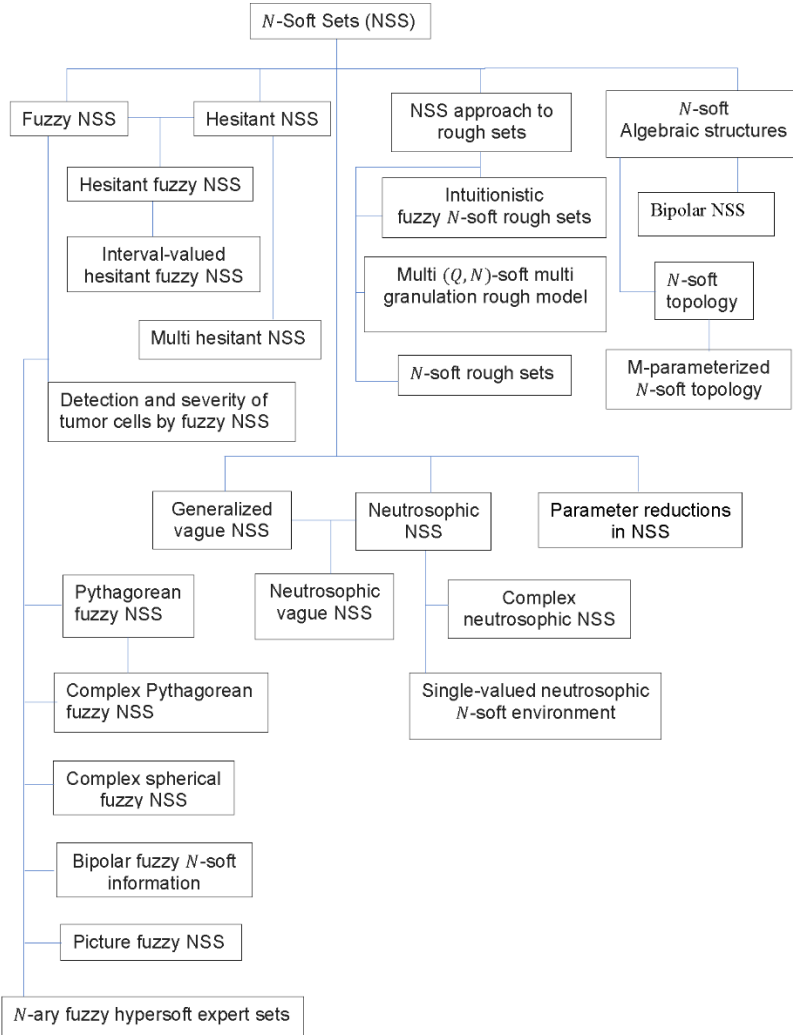 N-Soft Sets (NSS)
Fuzzy NSS
Hesitant NSS
NSS approach to
rough sets
N-soft
Algebraic structures
Hesitant fuzzy NSS
Intuitionistic
fuzzy N-soft rough sets
Bipolar NSS
Interval-valued
hesitant fuzzy NSS
Multi (Q, N)-soft multi
granulation rough model
N-soft
topology
Multi hesitant NSS
N-soft rough sets
M-parameterized
N-soft topology
Detection and severity of
tumor cells by fuzzy NSS
Generalized
vague NSS
Neutrosophic
NSS
Parameter reductions
in NSS
Neutrosophic
vague NSS
Pythagorean
fuzzy NSS
Complex
neutrosophic NSS
Complex Pythagorean
fuzzy NSS
Single-valued neutrosophic
N-soft environment
Complex spherical
fuzzy NSS
Bipolar fuzzy N-soft
information
Picture fuzzy NSS
N-ary fuzzy hypersoft expert sets